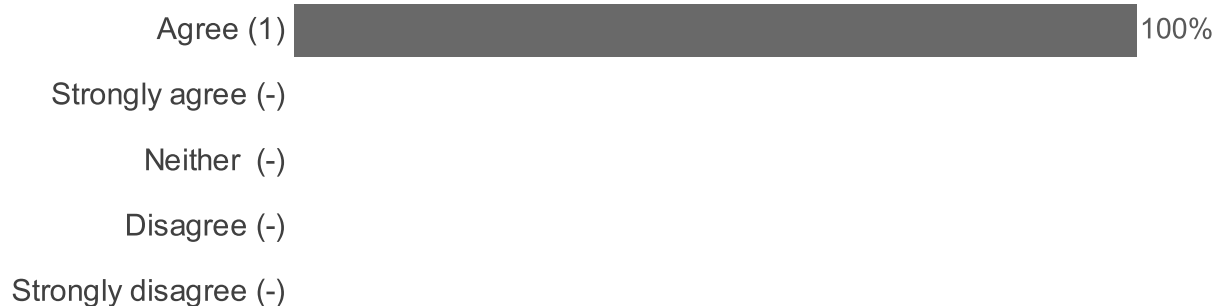 Agree (1) 100%
Strongly agree (-)
Neither  (-)
Disagree (-)
Strongly disagree (-)